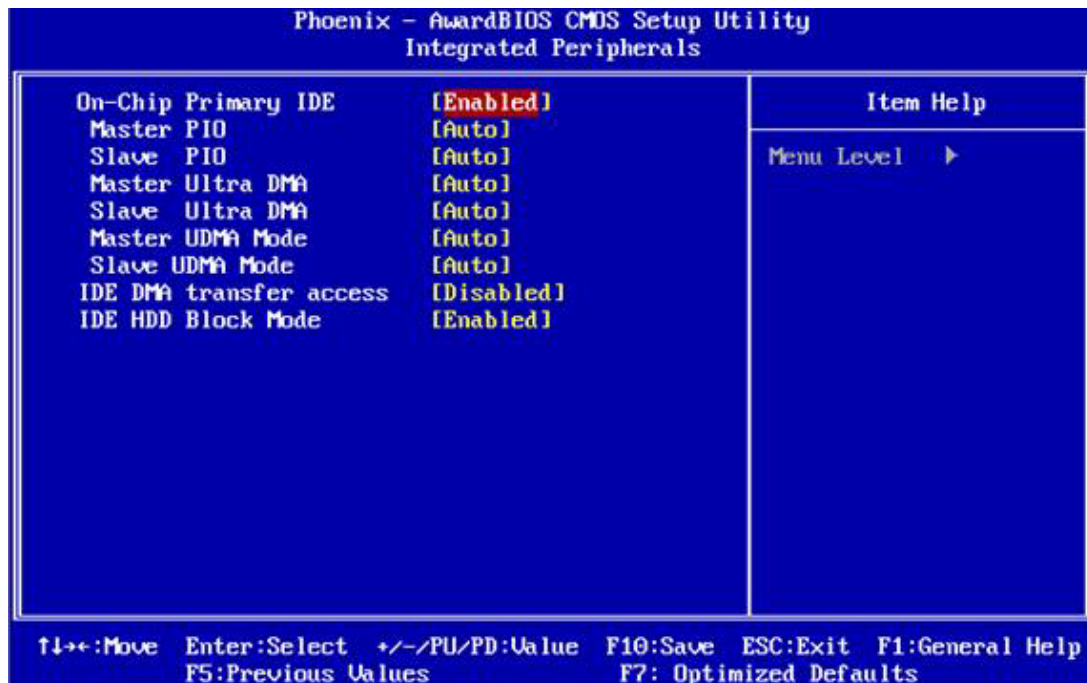 Phoenix - AwardBIOS CMOS Setup Utility
Integrated Peripherals
On-Chip Primary IDE [Enabled]
Master PIO [Auto]
Slave PIO [Auto]
Master Ultra DMA [Auto]
Slave Ultra DMA [Auto]
Master UDMA Mode [Auto]
Slave UDMA Mode [Auto]
IDE DMA transfer access [Disabled]
IDE HDD Block Mode [Enabled]
Item Help
Menu Level ▶
↑↓→←:Move Enter:Select +/-/PU/PD:Value F10:Save ESC:Exit F1:General Help
F5:Previous Values F7: Optimized Defaults